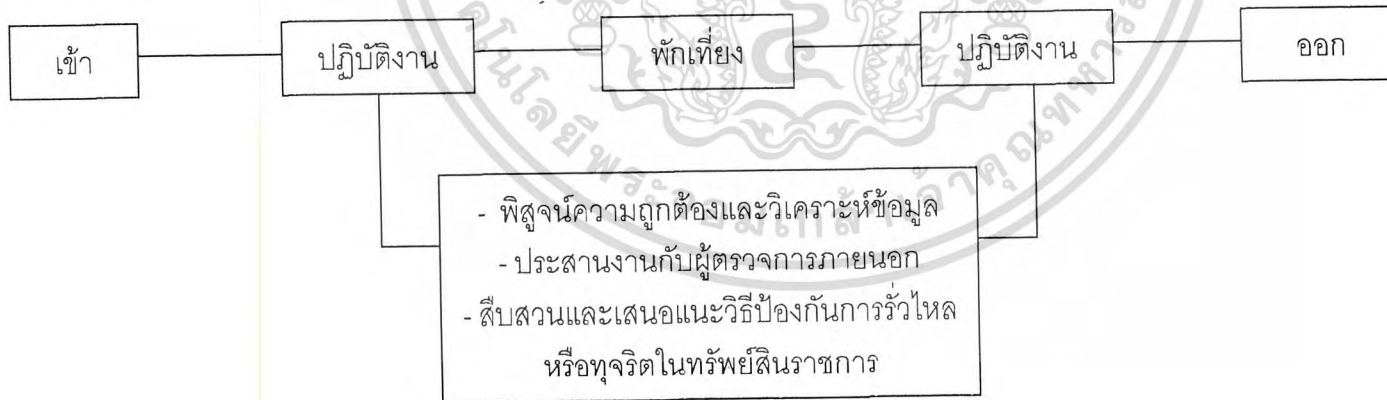 เข้า
ปฏิบัติงาน
พักเที่ยง
ปฏิบัติงาน
ออก
- พิสูจน์ความถูกต้องและวิเคราะห์ข้อมูล
- ประสานงานกับผู้ตรวจการภายนอก
- สืบสวนและเสนอแนะวิธีป้องกันการรั่วไหล
หรือทุจริตในทรัพย์สินราชการ